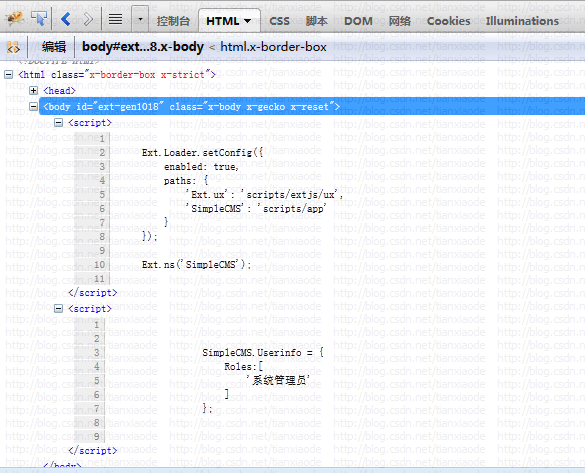 控制台 HTML CSS 脚本 DOM 网络 Cookies Illuminations
编辑 body#ext...8.x-body < html.x-border-box
<!DOCTYPE html>
<html class="x-border-box x-strict">
<head>
<body id="ext-gen1018" class="x-body x-gecko x-reset">
<script>
1
2 Ext.Loader.setConfig({
3 enabled: true,
4 paths: {
5 'Ext.ux': 'scripts/extjs/ux',
6 'SimpleCMS': 'scripts/app'
7 }
8 });
9
10 Ext.ns('SimpleCMS');
11
</script>
<script>
1
2
3 SimpleCMS.Userinfo = {
4 Roles:[
5 '系统管理员'
6 ]
7 };
8
9
</script>
</body>
http://blog.csdn.net/tianxiaode